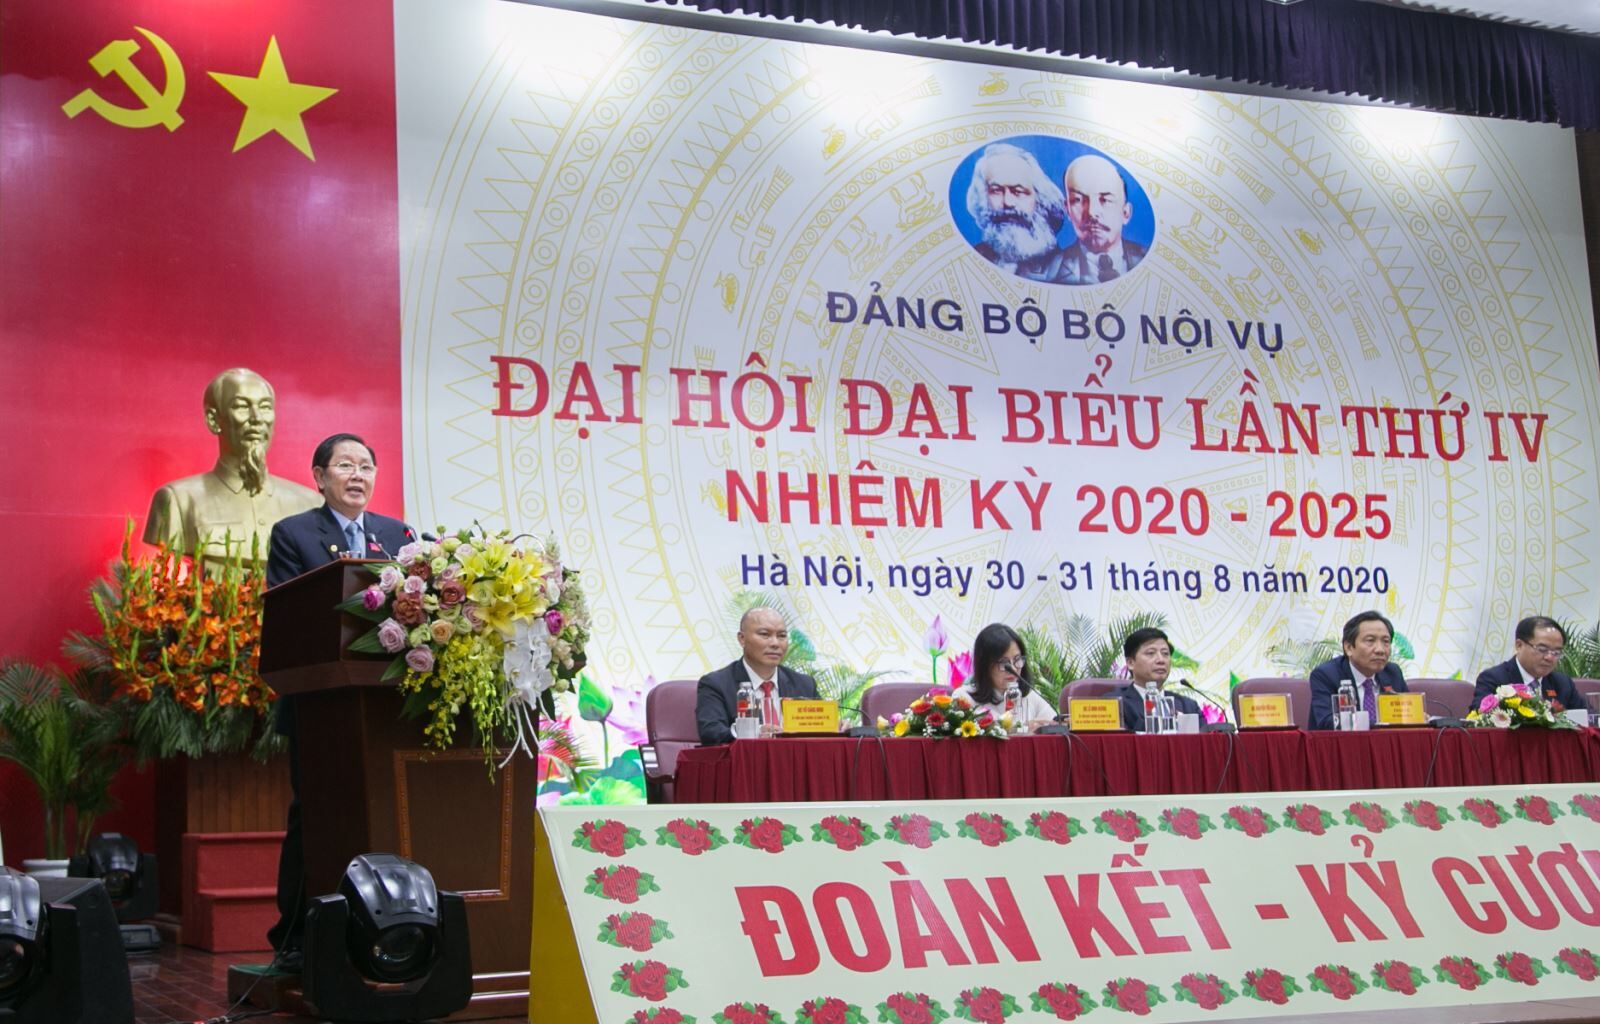 ĐẢNG BỘ BỘ NỘI VỤ
ĐẠI HỘI ĐẠI BIỂU LẦN THỨ IV
NHIỆM KỲ 2020 - 2025
Hà Nội, ngày 30 - 31 tháng 8 năm 2020
ĐOÀN KẾT - KỶ CƯƠ